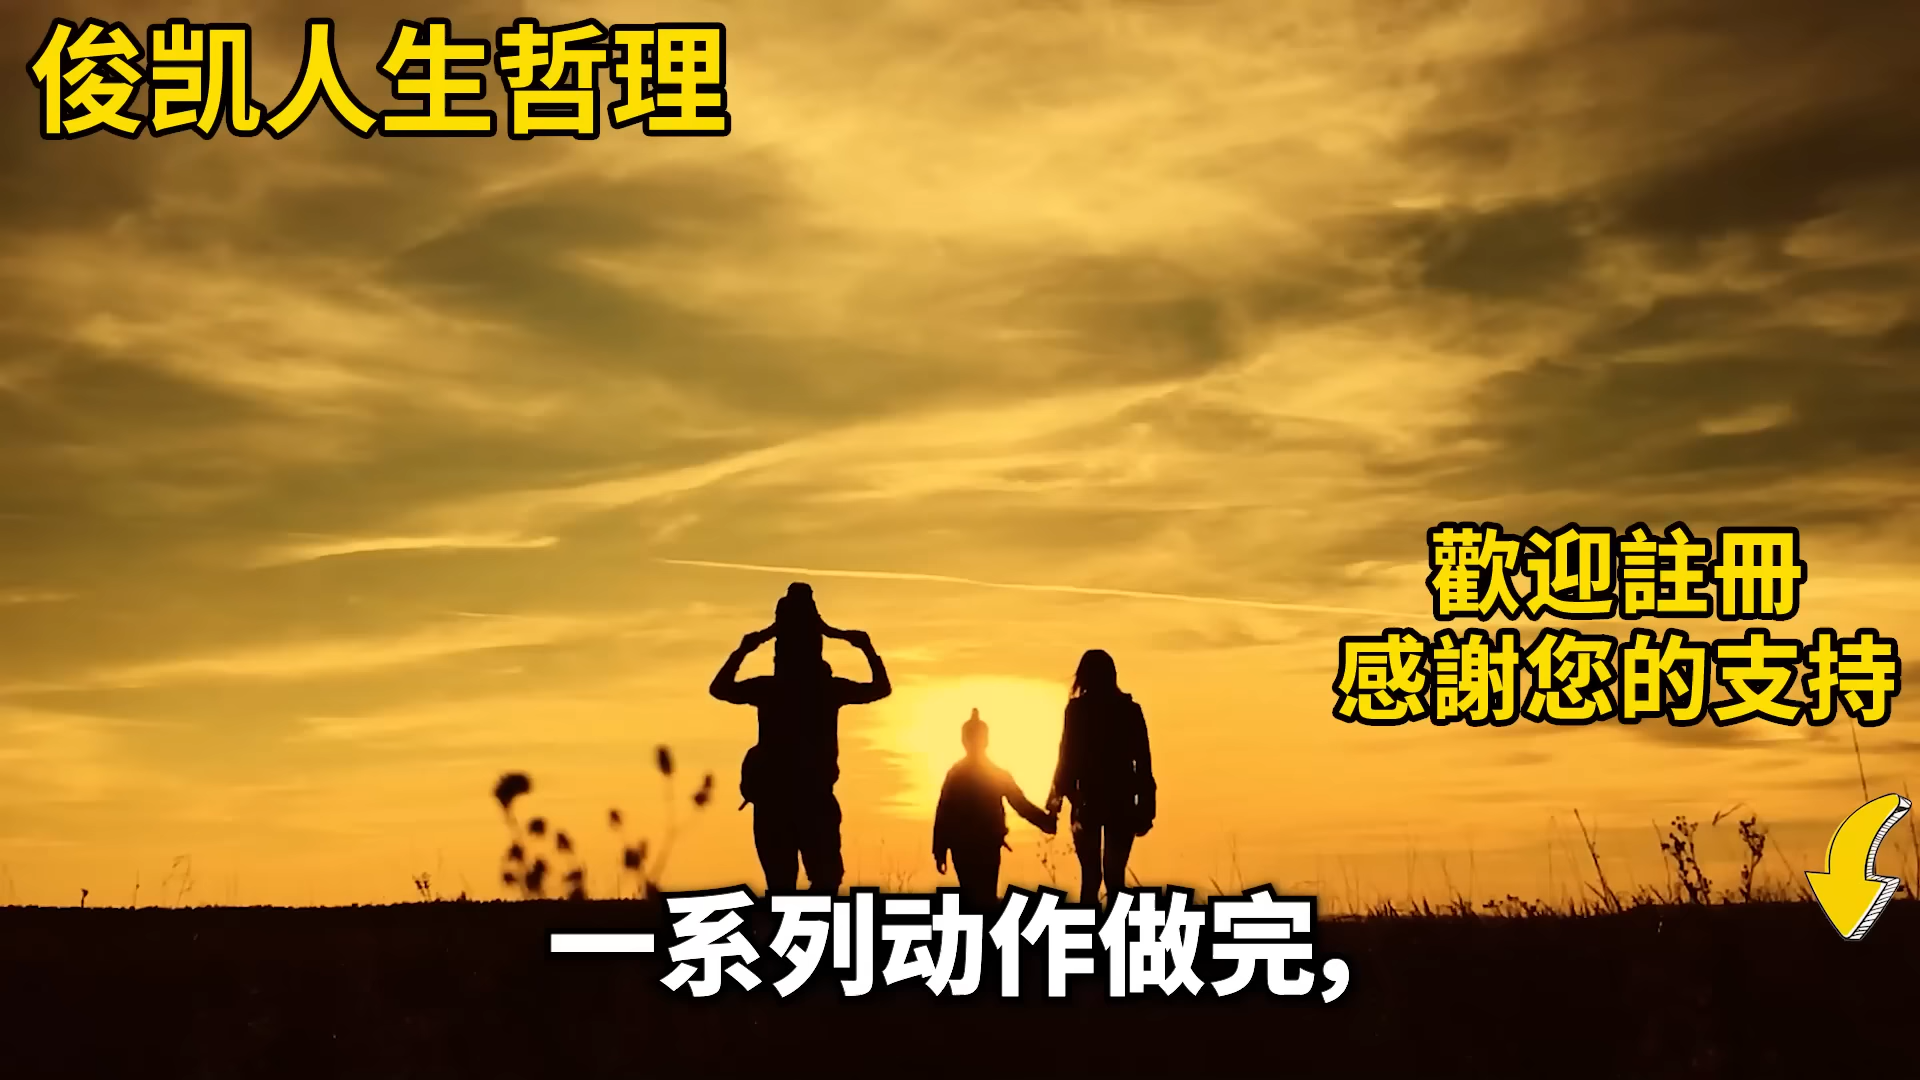 俊凯人生哲理
歡迎註冊
感謝您的支持
一系列动作做完,